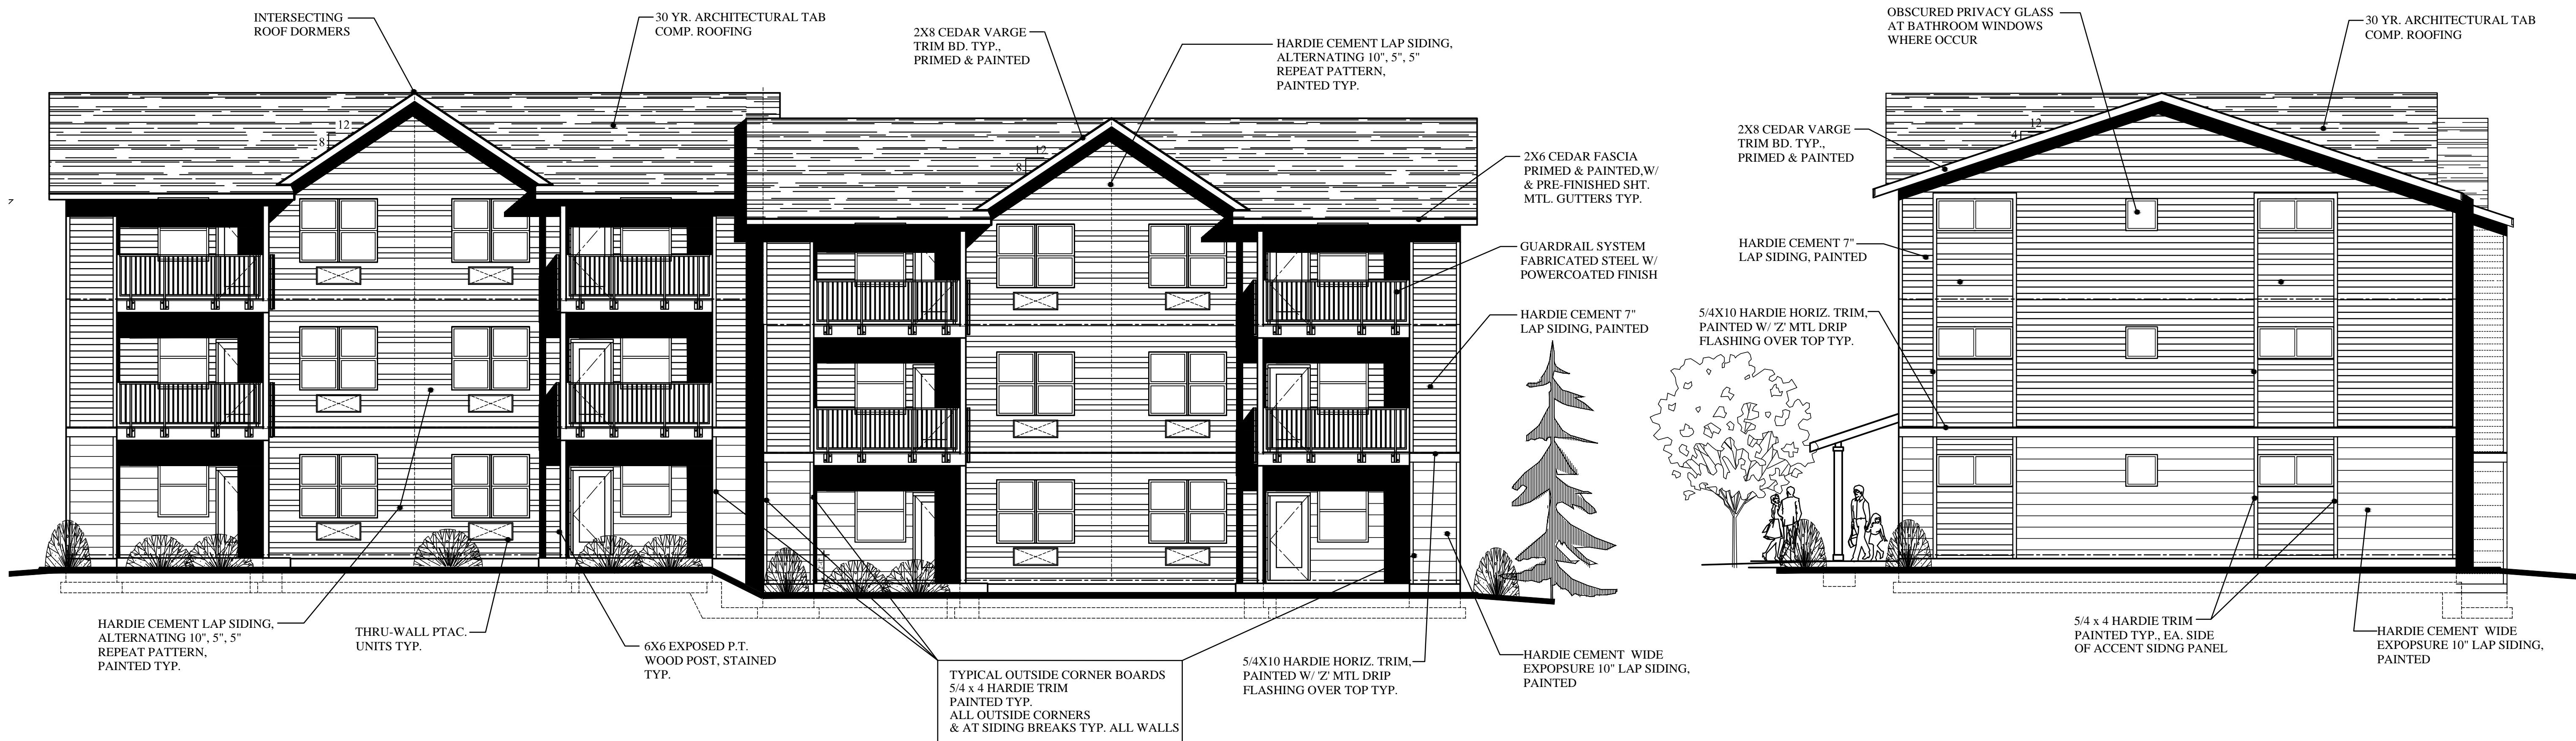 INTERSECTING
ROOF DORMERS
30 YR. ARCHITECTURAL TAB
COMP. ROOFING
2X8 CEDAR VARGE
TRIM BD. TYP.,
PRIMED & PAINTED
HARDIE CEMENT LAP SIDING,
ALTERNATING 10", 5", 5"
REPEAT PATTERN,
PAINTED TYP.
OBSCURED PRIVACY GLASS
AT BATHROOM WINDOWS
WHERE OCCUR
30 YR. ARCHITECTURAL TAB
COMP. ROOFING
12
8
12
8
12
4
2X6 CEDAR FASCIA
PRIMED & PAINTED,W/
& PRE-FINISHED SHT.
MTL. GUTTERS TYP.
GUARDRAIL SYSTEM
FABRICATED STEEL W/
POWERCOATED FINISH
HARDIE CEMENT 7"
LAP SIDING, PAINTED
2X8 CEDAR VARGE
TRIM BD. TYP.,
PRIMED & PAINTED
HARDIE CEMENT 7"
LAP SIDING, PAINTED
5/4X10 HARDIE HORIZ. TRIM,
PAINTED W/ 'Z' MTL DRIP
FLASHING OVER TOP TYP.
HARDIE CEMENT LAP SIDING,
ALTERNATING 10", 5", 5"
REPEAT PATTERN,
PAINTED TYP.
THRU-WALL PTAC.
UNITS TYP.
6X6 EXPOSED P.T.
WOOD POST, STAINED
TYP.
TYPICAL OUTSIDE CORNER BOARDS
5/4 x 4 HARDIE TRIM
PAINTED TYP.
ALL OUTSIDE CORNERS
& AT SIDING BREAKS TYP. ALL WALLS
5/4X10 HARDIE HORIZ. TRIM,
PAINTED W/ 'Z' MTL DRIP
FLASHING OVER TOP TYP.
HARDIE CEMENT WIDE
EXPOPSURE 10" LAP SIDING,
PAINTED
5/4 x 4 HARDIE TRIM
PAINTED TYP., EA. SIDE
OF ACCENT SIDNG PANEL
HARDIE CEMENT WIDE
EXPOPSURE 10" LAP SIDING,
PAINTED